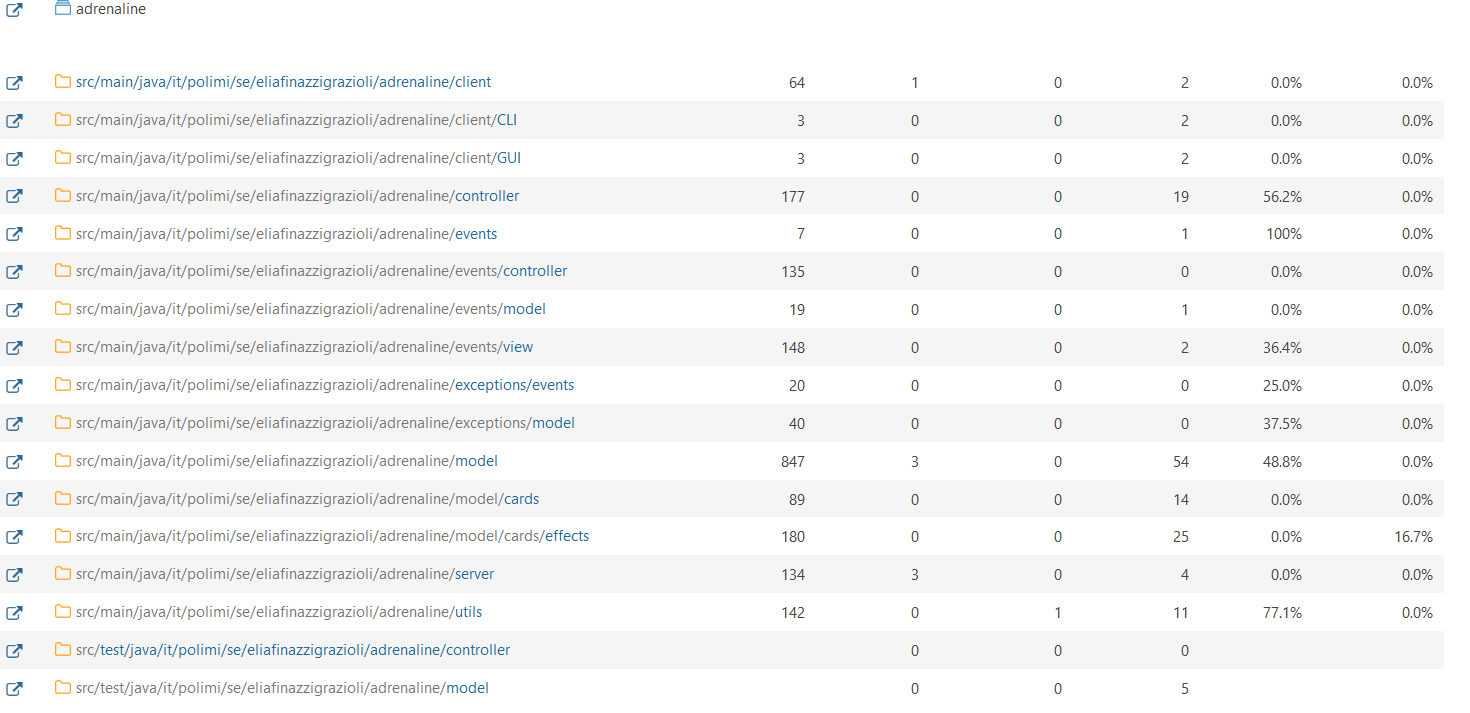 adrenaline
src/main/java/it/polimi/se/eliafinazzigrazioli/adrenaline/client 64 1 0 2 0.0% 0.0%
src/main/java/it/polimi/se/eliafinazzigrazioli/adrenaline/client/CLI 3 0 0 2 0.0% 0.0%
src/main/java/it/polimi/se/eliafinazzigrazioli/adrenaline/client/GUI 3 0 0 2 0.0% 0.0%
src/main/java/it/polimi/se/eliafinazzigrazioli/adrenaline/controller 177 0 0 19 56.2% 0.0%
src/main/java/it/polimi/se/eliafinazzigrazioli/adrenaline/events 7 0 0 1 100% 0.0%
src/main/java/it/polimi/se/eliafinazzigrazioli/adrenaline/events/controller 135 0 0 0 0.0% 0.0%
src/main/java/it/polimi/se/eliafinazzigrazioli/adrenaline/events/model 19 0 0 1 0.0% 0.0%
src/main/java/it/polimi/se/eliafinazzigrazioli/adrenaline/events/view 148 0 0 2 36.4% 0.0%
src/main/java/it/polimi/se/eliafinazzigrazioli/adrenaline/exceptions/events 20 0 0 0 25.0% 0.0%
src/main/java/it/polimi/se/eliafinazzigrazioli/adrenaline/exceptions/model 40 0 0 0 37.5% 0.0%
src/main/java/it/polimi/se/eliafinazzigrazioli/adrenaline/model 847 3 0 54 48.8% 0.0%
src/main/java/it/polimi/se/eliafinazzigrazioli/adrenaline/model/cards 89 0 0 14 0.0% 0.0%
src/main/java/it/polimi/se/eliafinazzigrazioli/adrenaline/model/cards/effects 180 0 0 25 0.0% 16.7%
src/main/java/it/polimi/se/eliafinazzigrazioli/adrenaline/server 134 3 0 4 0.0% 0.0%
src/main/java/it/polimi/se/eliafinazzigrazioli/adrenaline/utils 142 0 1 11 77.1% 0.0%
src/test/java/it/polimi/se/eliafinazzigrazioli/adrenaline/controller 0 0 0
src/test/java/it/polimi/se/eliafinazzigrazioli/adrenaline/model 0 0 5